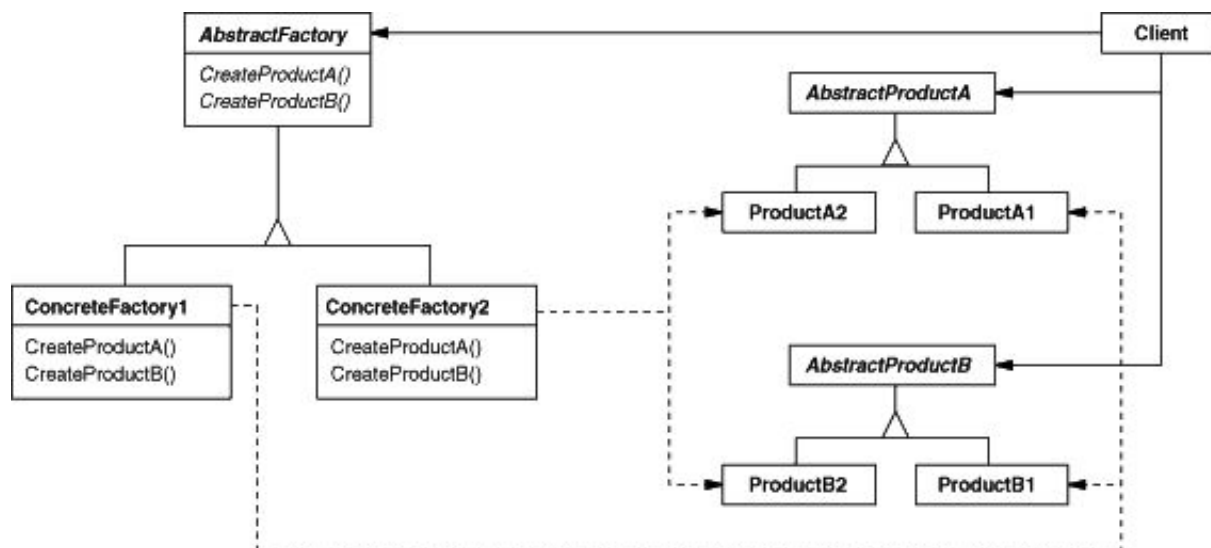 AbstractFactory
CreateProductA()
CreateProductB()
Client
AbstractProductA
ProductA2
ProductA1
ConcreteFactory1
CreateProductA()
CreateProductB()
ConcreteFactory2
CreateProductA()
CreateProductB()
AbstractProductB
ProductB2
ProductB1